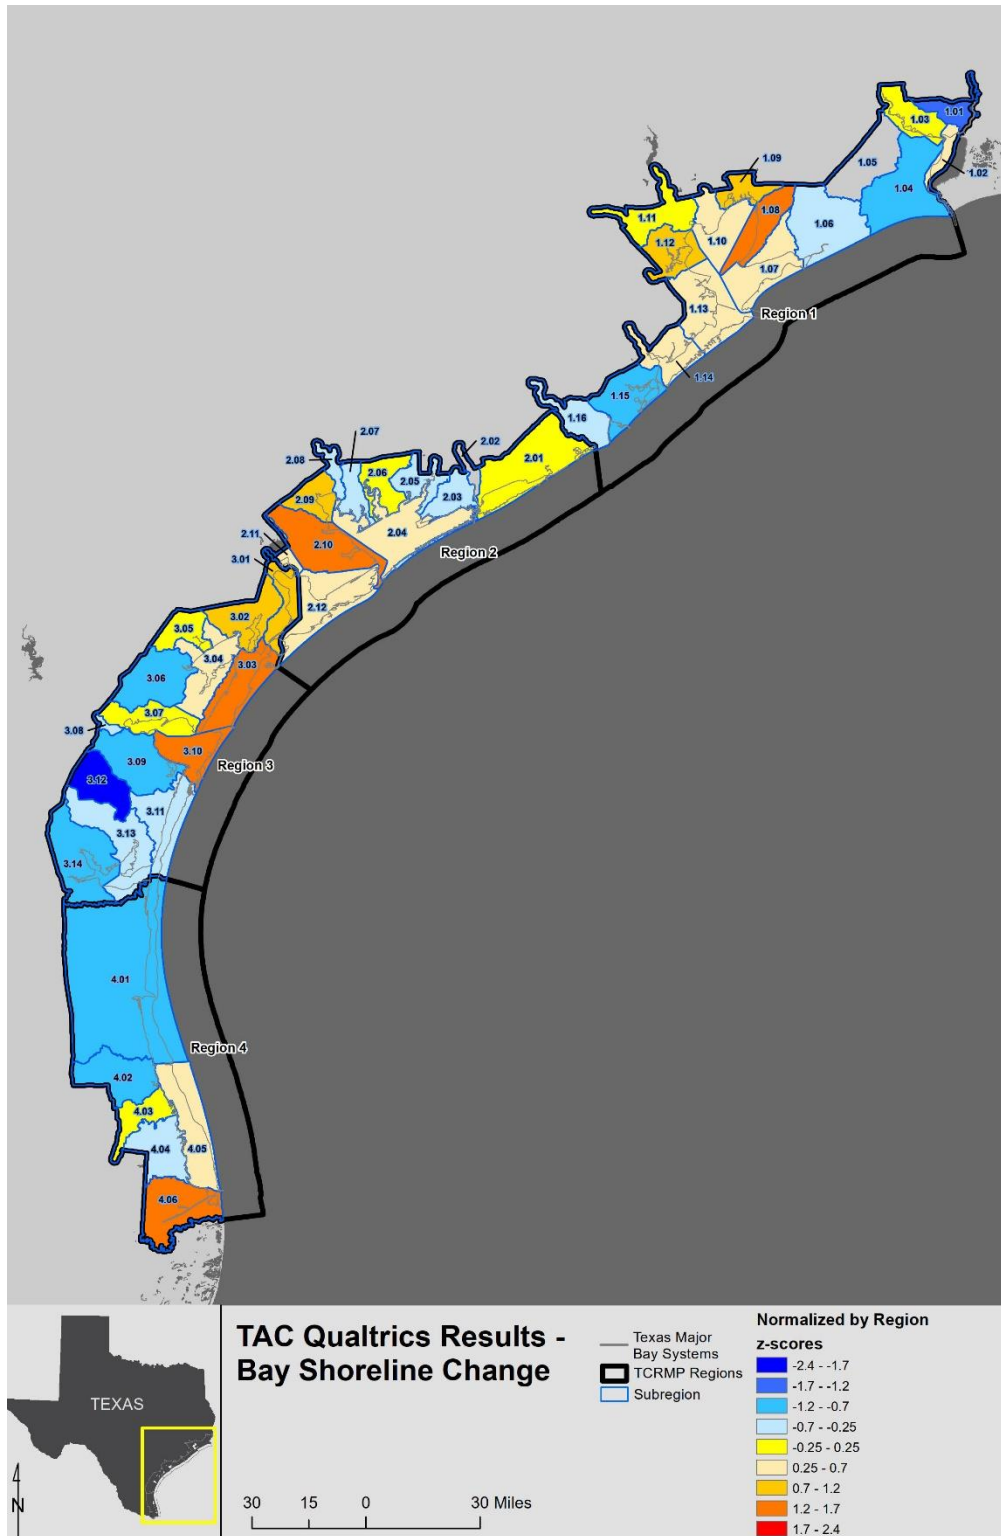 1.01
1.03
1.02
1.05
1.04
1.09
1.08
1.11
1.06
1.12
1.10
1.07
1.13
Region 1
1.14
1.15
1.16
2.07
2.02
2.08
2.06
2.01
2.05
2.03
2.09
2.04
2.10
2.11
Region 2
3.01
2.12
3.02
3.05
3.04
3.03
3.06
3.07
3.08
3.10
3.09
Region 3
3.12
3.11
3.13
3.14
4.01
Region 4
4.02
4.03
4.04
4.05
4.06
TEXAS
N
TAC Qualtrics Results -
Bay Shoreline Change
30 15 0 30 Miles
Texas Major
Bay Systems
TCRMP Regions
Subregion
Normalized by Region
z-scores
-2.4 - -1.7
-1.7 - -1.2
-1.2 - -0.7
-0.7 - -0.25
-0.25 - 0.25
0.25 - 0.7
0.7 - 1.2
1.2 - 1.7
1.7 - 2.4